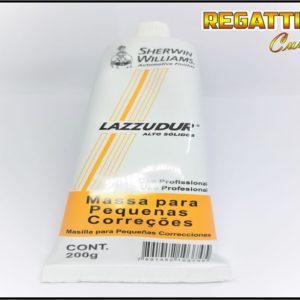 REGATTI
Cu
SHERWIN
WILLIAMS.
Automotive Finishes
LAZZUDUR®
ALTO SÓLIDOS
Uso Profissional
Uso Profesional
Massa para
Pequenas
Correções
Masilla para Pequeñas Correcciones
CONT.
200g